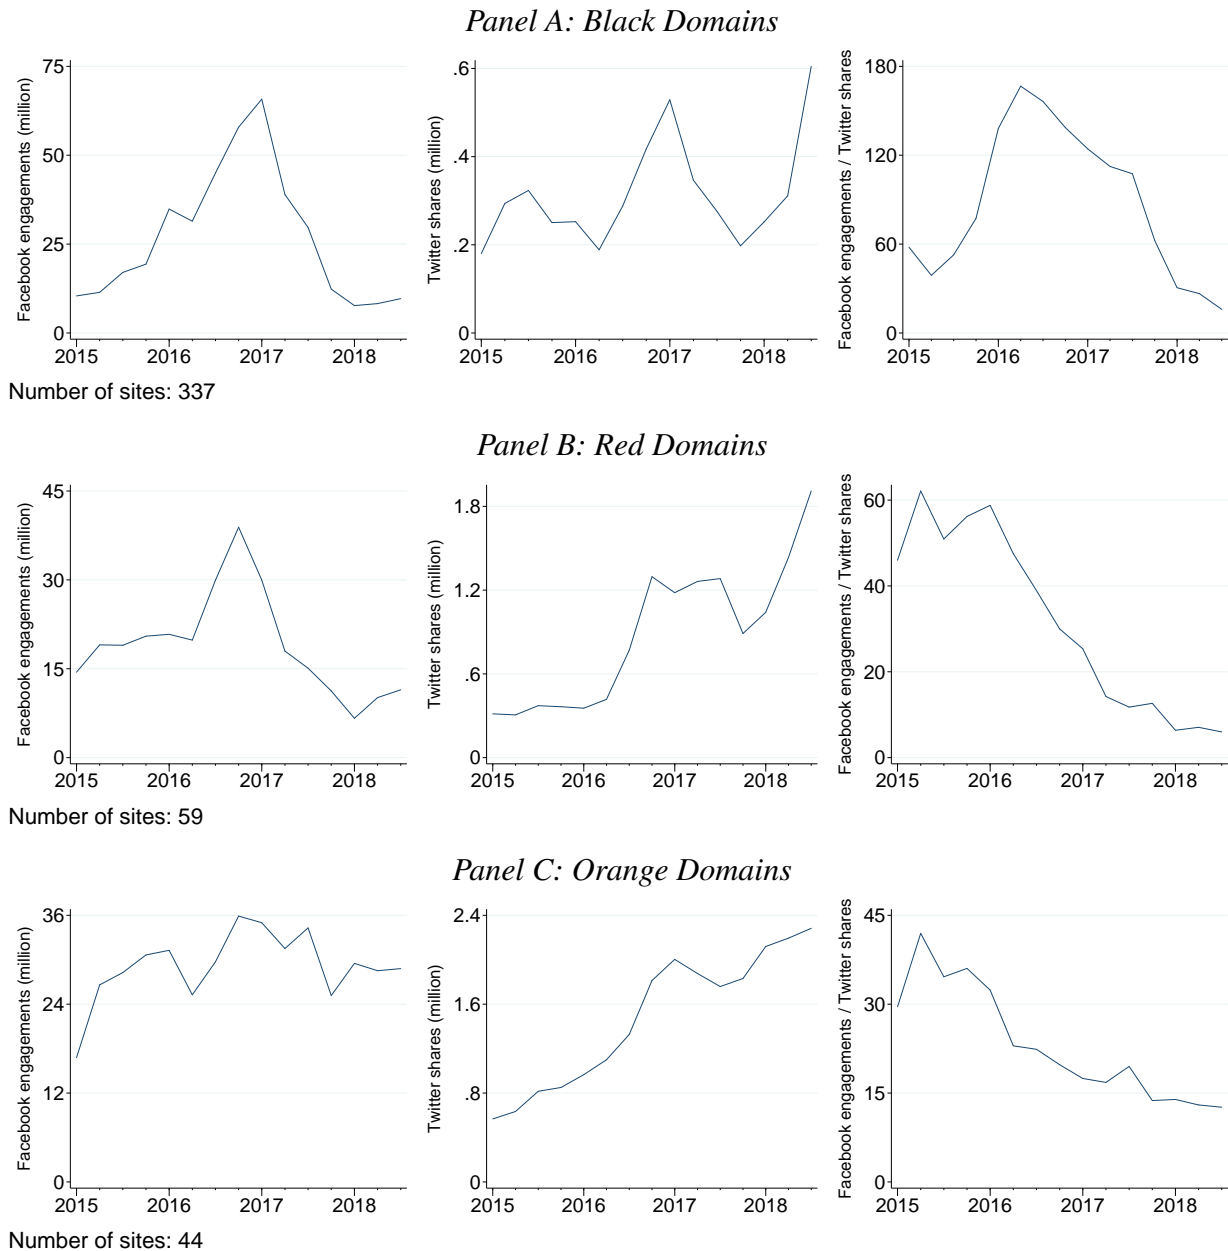 Panel A: Black Domains
Facebook engagements (million)
75
50
25
0
2015 2016 2017 2018
Twitter shares (million)
.6
.4
.2
0
2015 2016 2017 2018
Facebook engagements / Twitter shares
180
120
60
0
2015 2016 2017 2018
Number of sites: 337
Panel B: Red Domains
Facebook engagements (million)
45
30
15
0
2015 2016 2017 2018
Twitter shares (million)
1.8
1.2
.6
0
2015 2016 2017 2018
Facebook engagements / Twitter shares
60
40
20
0
2015 2016 2017 2018
Number of sites: 59
Panel C: Orange Domains
Facebook engagements (million)
36
24
12
0
2015 2016 2017 2018
Twitter shares (million)
2.4
1.6
.8
0
2015 2016 2017 2018
Facebook engagements / Twitter shares
45
30
15
0
2015 2016 2017 2018
Number of sites: 44